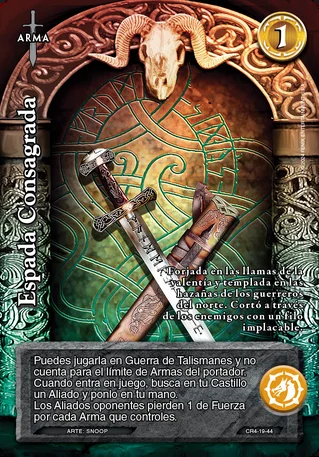 ARMA
1
Espada Consagrada
Forjada en las llamas de la
valentía y templada en las
hazañas de los guerreros
del norte. Cortó a través
de los enemigos con un filo
implacable.
Puedes jugarla en Guerra de Talismanes y no
cuenta para el límite de Armas del portador.
Cuando entra en juego, busca en tu Castillo
un Aliado y ponlo en tu mano.
Los Aliados oponentes pierden 1 de Fuerza
por cada Arma que controles.
ARTE: SNOOP
CR4-19-44